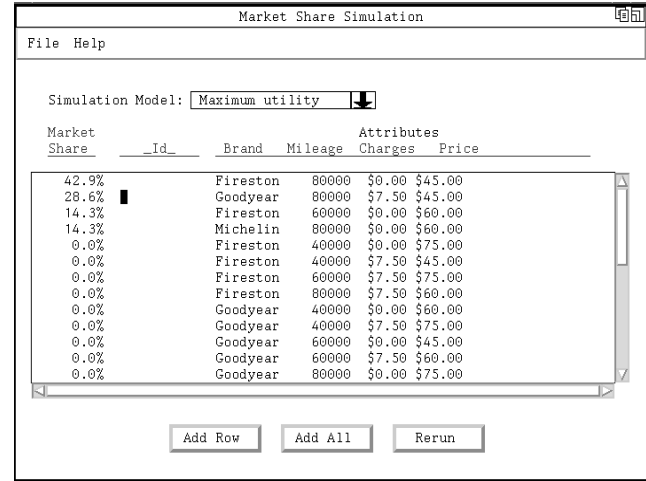 Market Share Simulation
File Help
Simulation Model: Maximum utility
Market Attributes
Share _Id_ Brand Mileage Charges Price
42.9% Fireston 80000 $0.00 $45.00
28.6% Goodyear 80000 $7.50 $45.00
14.3% Fireston 60000 $0.00 $60.00
14.3% Michelin 80000 $0.00 $60.00
0.0% Fireston 40000 $0.00 $75.00
0.0% Fireston 40000 $7.50 $45.00
0.0% Fireston 60000 $7.50 $75.00
0.0% Fireston 80000 $7.50 $60.00
0.0% Goodyear 40000 $0.00 $60.00
0.0% Goodyear 40000 $7.50 $75.00
0.0% Goodyear 60000 $0.00 $45.00
0.0% Goodyear 60000 $7.50 $60.00
0.0% Goodyear 80000 $0.00 $75.00
Add Row Add All Rerun